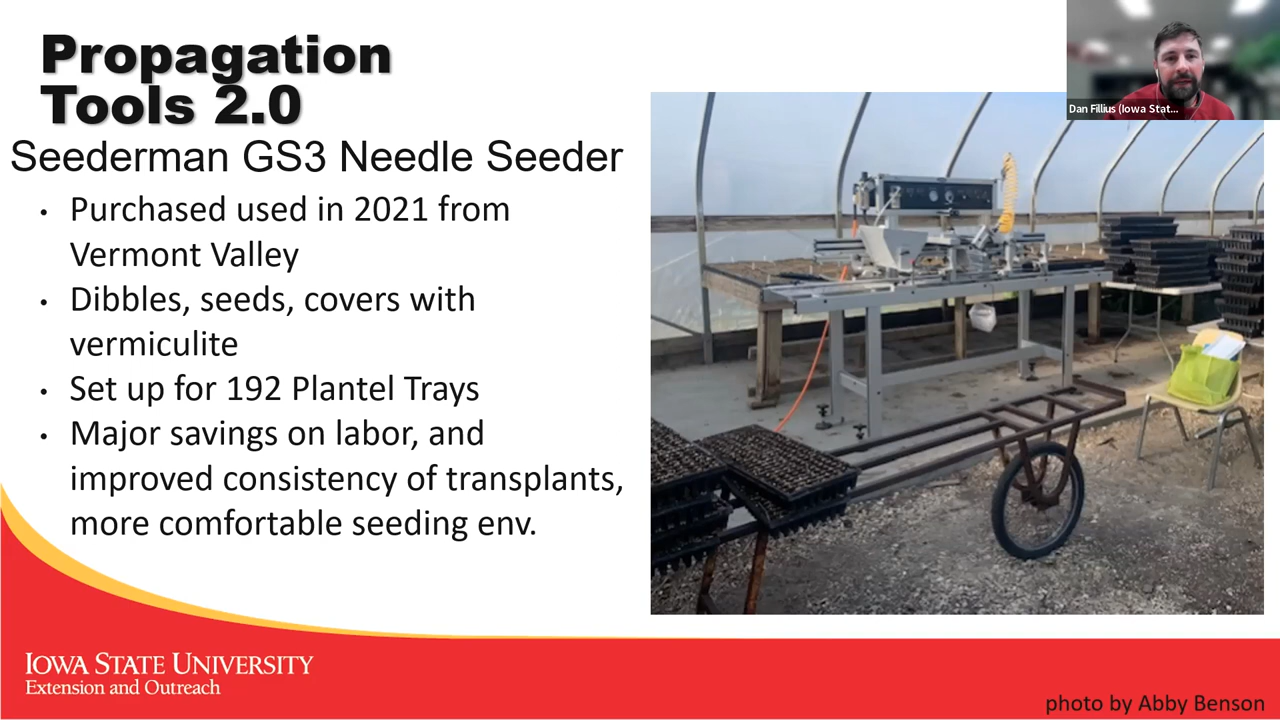 Propagation
Tools 2.0
Seederman GS3 Needle Seeder
• Purchased used in 2021 from
Vermont Valley
• Dibbles, seeds, covers with
vermiculite
• Set up for 192 Plantel Trays
• Major savings on labor, and
improved consistency of transplants,
more comfortable seeding env.
Dan Fillius (Iowa Stat...
IOWA STATE UNIVERSITY
Extension and Outreach
photo by Abby Benson